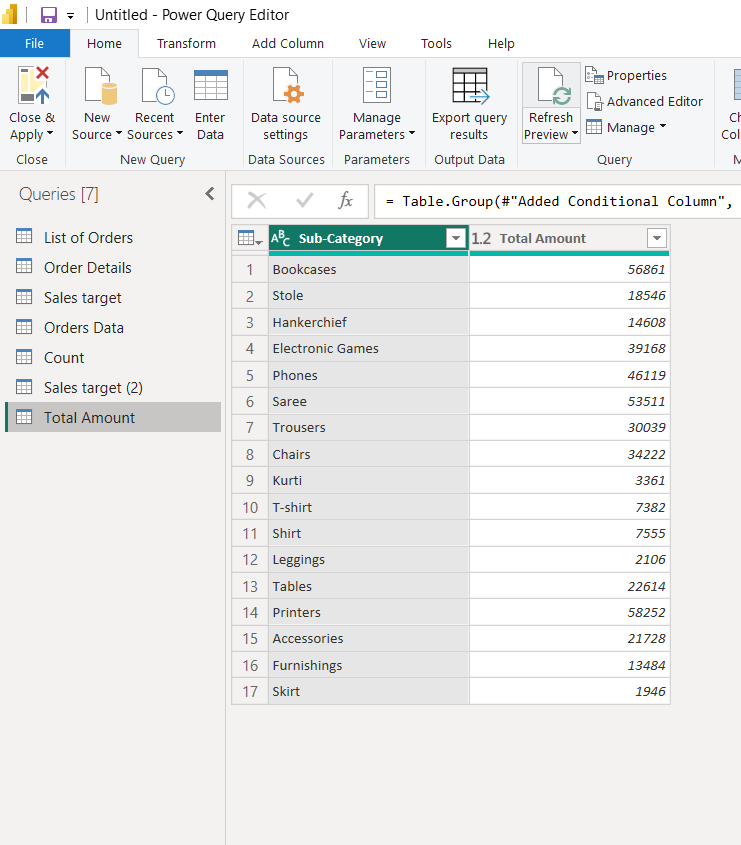 Untitled - Power Query Editor
File Home Transform Add Column View Tools Help
Close & Apply
New Source
Recent Sources
Enter Data
Data source settings
Manage Parameters
Export query results
Refresh Preview
Properties
Advanced Editor
Manage
Close New Query Data Sources Parameters Output Data Query
Queries [7]
List of Orders
Order Details
Sales target
Orders Data
Count
Sales target (2)
Total Amount
fx = Table.Group(#"Added Conditional Column",
ABC Sub-Category 1.2 Total Amount
1 Bookcases 56861
2 Stole 18546
3 Hankerchief 14608
4 Electronic Games 39168
5 Phones 46119
6 Saree 53511
7 Trousers 30039
8 Chairs 34222
9 Kurti 3361
10 T-shirt 7382
11 Shirt 7555
12 Leggings 2106
13 Tables 22614
14 Printers 58252
15 Accessories 21728
16 Furnishings 13484
17 Skirt 1946